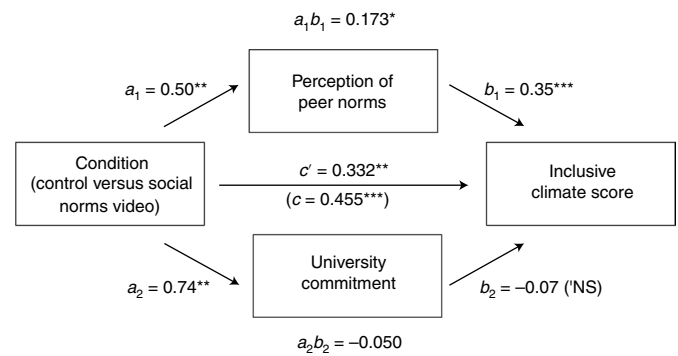 a1b1 = 0.173*
Perception of
peer norms
a1 = 0.50**
b1 = 0.35***
Condition
(control versus social
norms video)
c′ = 0.332**
(c = 0.455***)
Inclusive
climate score
University
commitment
a2 = 0.74**
b2 = –0.07 ('NS)
a2b2 = –0.050